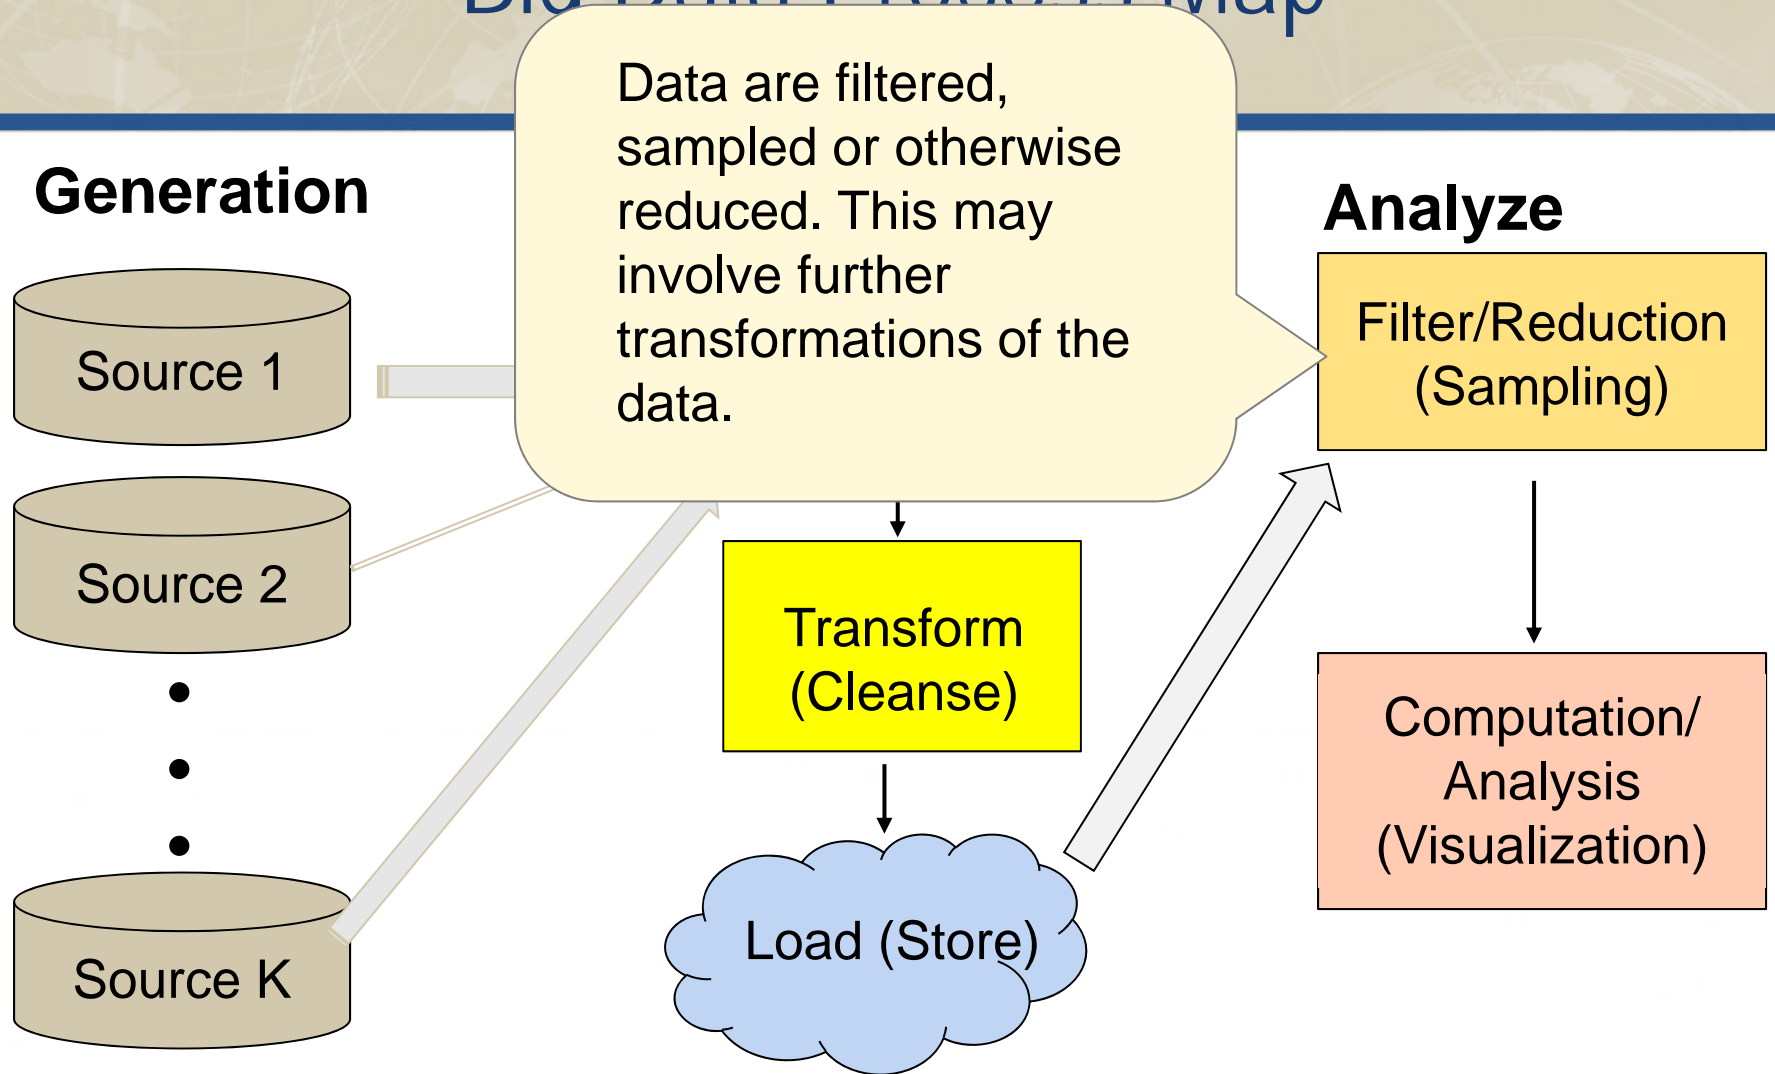 Map
Generation
Data are filtered,
sampled or otherwise
reduced. This may
involve further
transformations of the
data.
Analyze
Source 1
Source 2
Source K
Transform
(Cleanse)
Load (Store)
Filter/Reduction
(Sampling)
Computation/
Analysis
(Visualization)